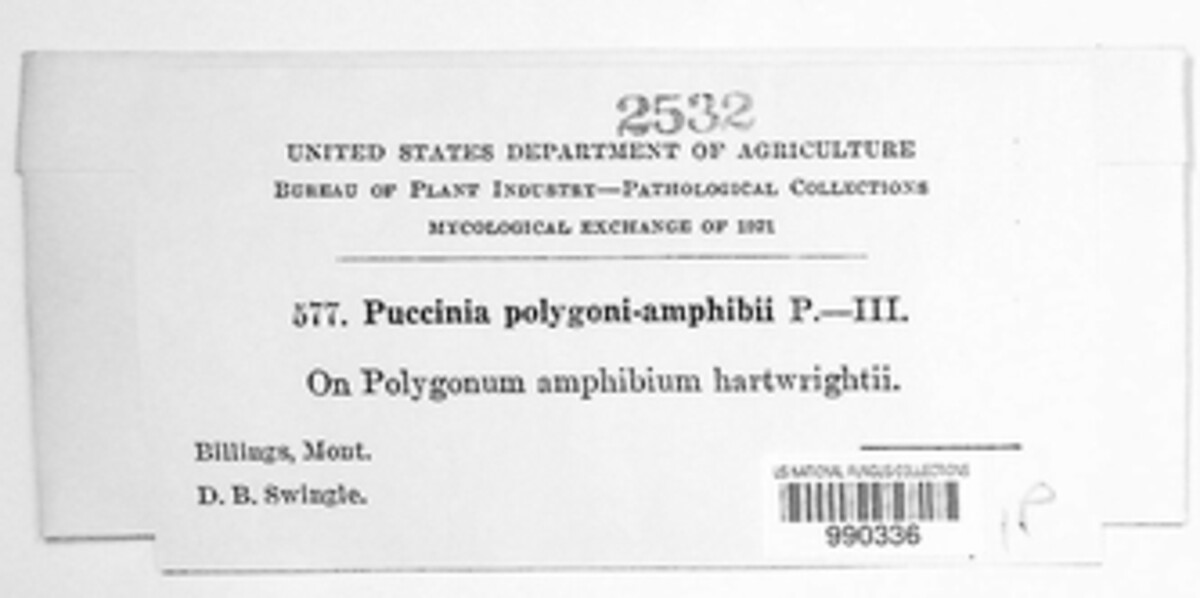 2532
UNITED STATES DEPARTMENT OF AGRICULTURE
BUREAU OF PLANT INDUSTRY—PATHOLOGICAL COLLECTIONS
MYCOLOGICAL EXCHANGE OF
577. Puccinia polygoni-amphibii P.—III.
On Polygonum amphibium hartwrightii.
Billings, Mont.
D. B. Swingle.
US NATIONAL FUNGUS COLLECTIONS
990336